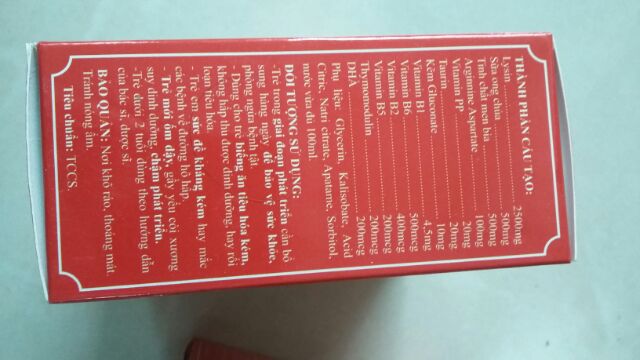 THÀNH PHẦN CẤU TẠO:
Lysin........2500mg
Sữa ong chúa........500mg
Tinh chất men bia........500mg
Arginine Aspartate........100mg
Vitamin PP........20mg
Taurin........10mg
Kẽm Gluconate........4,5mg
Vitamin B6........500mcg
Vitamin B2........400mcg
Vitamin B5........200mcg
Thymomodulin........200mcg
DHA........200mcg
Phụ liệu: Glycerin, Kalisobate, Acid
Citric, Natri citrate, Apatame, Sorbitol,
nước vừa đủ 100ml.
ĐỐI TƯỢNG SỬ DỤNG:
- Trẻ trong giai đoạn phát triển cần bổ
sung hàng ngày để bảo vệ sức khỏe,
phòng ngừa bệnh tật.
- Dùng cho trẻ biếng ăn tiêu hóa kém,
không hấp thu được dinh dưỡng, hay rối
loạn tiêu hóa.
- Trẻ em sức đề kháng kém hay mắc
các bệnh về đường hô hấp.
- Trẻ mới ốm dậy, gầy yếu còi xương
suy dinh dưỡng, chậm phát triển.
- Trẻ dưới 2 tuổi: dùng theo hướng dẫn
của bác sĩ, dược sĩ.
BẢO QUẢN: Nơi khô ráo, thoáng mát
Tránh nóng ẩm.
Tiêu chuẩn: TCCS.